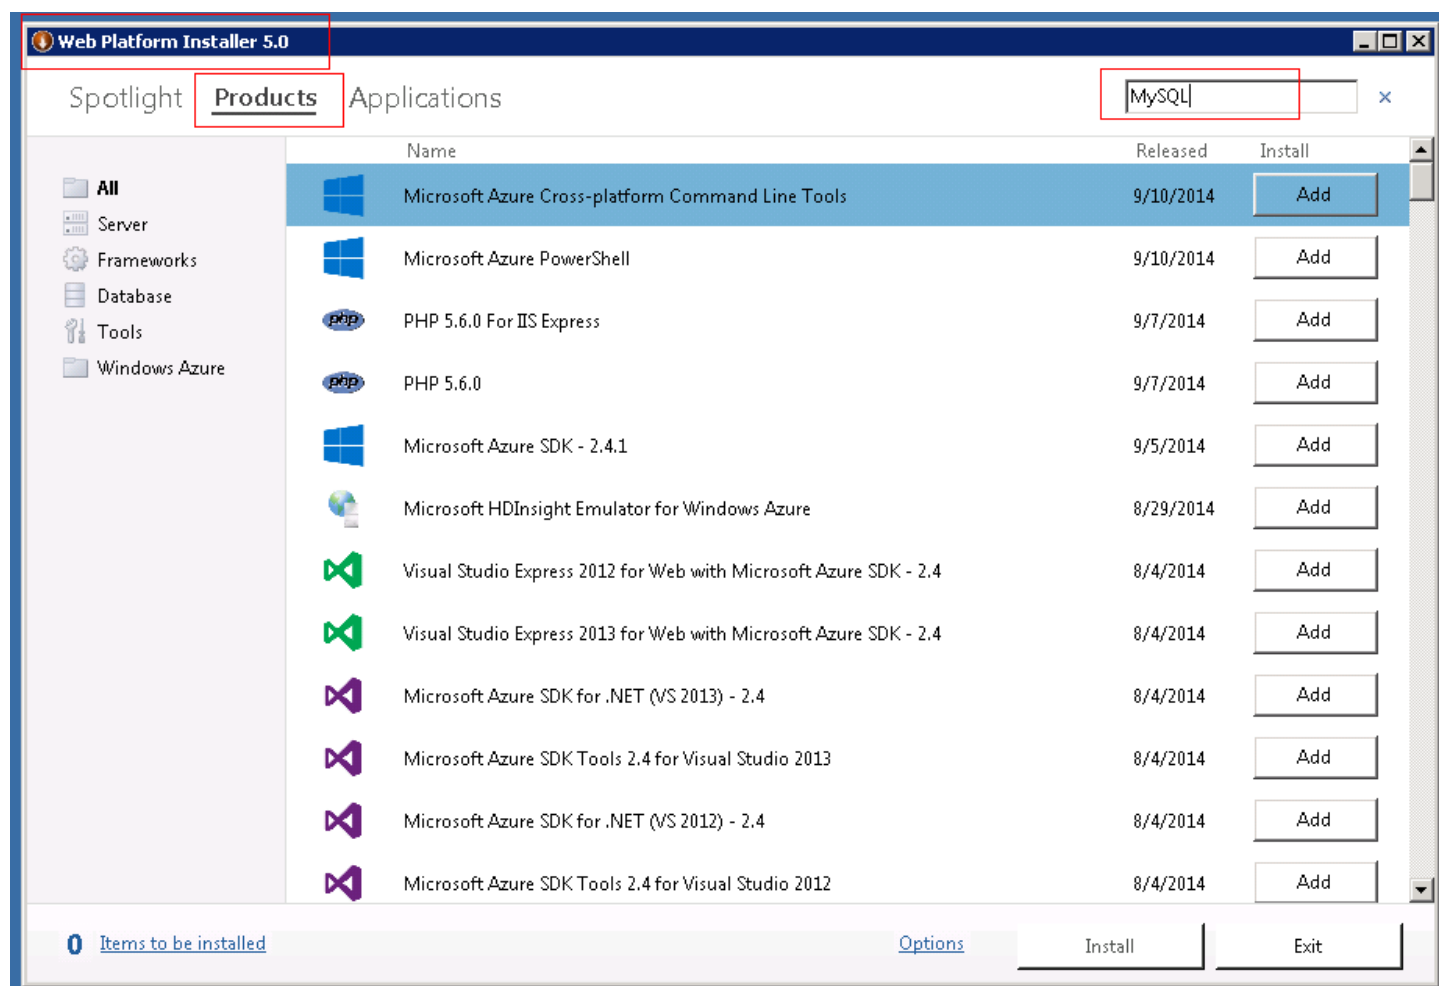 Web Platform Installer 5.0
Spotlight Products Applications MySQL
Name Released Install
All
Server
Frameworks
Database
Tools
Windows Azure
Microsoft Azure Cross-platform Command Line Tools 9/10/2014 Add
Microsoft Azure PowerShell 9/10/2014 Add
php PHP 5.6.0 For IIS Express 9/7/2014 Add
php PHP 5.6.0 9/7/2014 Add
Microsoft Azure SDK - 2.4.1 9/5/2014 Add
Microsoft HDInsight Emulator for Windows Azure 8/29/2014 Add
Visual Studio Express 2012 for Web with Microsoft Azure SDK - 2.4 8/4/2014 Add
Visual Studio Express 2013 for Web with Microsoft Azure SDK - 2.4 8/4/2014 Add
Microsoft Azure SDK for .NET (VS 2013) - 2.4 8/4/2014 Add
Microsoft Azure SDK Tools 2.4 for Visual Studio 2013 8/4/2014 Add
Microsoft Azure SDK for .NET (VS 2012) - 2.4 8/4/2014 Add
Microsoft Azure SDK Tools 2.4 for Visual Studio 2012 8/4/2014 Add
0 Items to be installed Options Install Exit